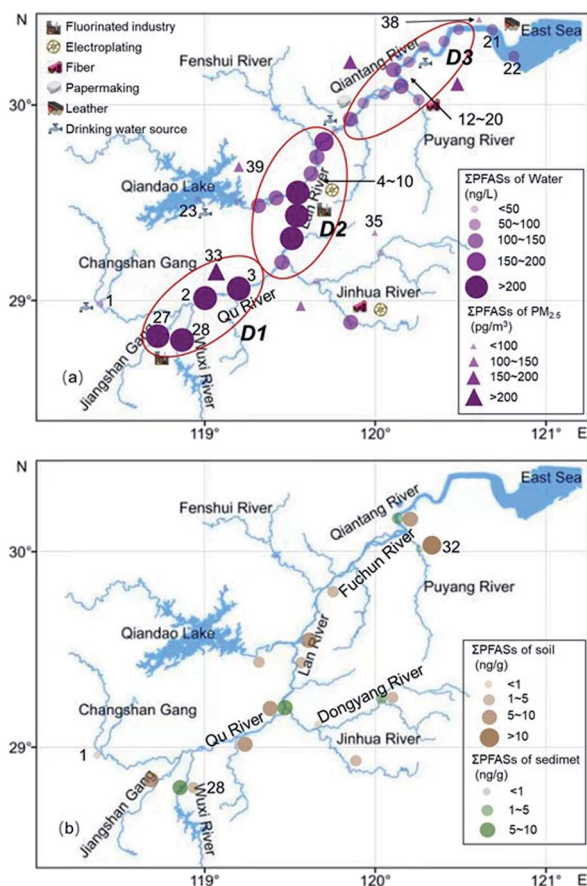 N
38
East Sea
Fluorinated industry
Electroplating
Fiber
Papermaking
Leather
Drinking water source
Fenshui River
Qiantang River
D3
21
22
30°
12~20
Puyang River
39
4~10
Qiandao Lake
Lan River
23
D2
35
Changshan Gang
33
3
2
1
Qu River
Jinhua River
29°
27
28
D1
Jiangshan Gang
Wuxi River
(a)
ΣPFASs of Water
(ng/L)
<50
50~100
100~150
150~200
>200
ΣPFASs of PM2.5
(pg/m³)
<100
100~150
150~200
>200
119°
120°
121°
E
N
East Sea
Fenshui River
Qiantang River
30°
Fuchun River
32
Puyang River
Qiandao Lake
Lan River
Changshan Gang
Qu River
Dongyang River
Jinhua River
29°
1
Jiangshan Gang
28
Wuxi River
(b)
ΣPFASs of soil
(ng/g)
<1
1~5
5~10
>10
ΣPFASs of sedimet
(ng/g)
<1
1~5
5~10
119°
120°
121°
E